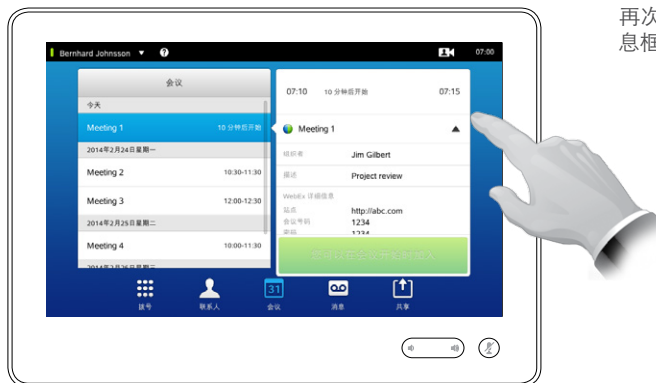 再次
息框
Bernhard Johnsson
07:00
会议
今天
Meeting 1 10 分钟后开始
2014年2月24日星期一
Meeting 2 10:30-11:30
Meeting 3 12:00-12:30
2014年2月25日星期二
Meeting 4 10:00-11:30
07:10 10 分钟后开始 07:15
Meeting 1
组织者 Jim Gilbert
描述 Project review
WebEx 详细信息
站点 http://abc.com
会议号码 1234
密码 1234
31
拨号 联系人 会议 消息 共享